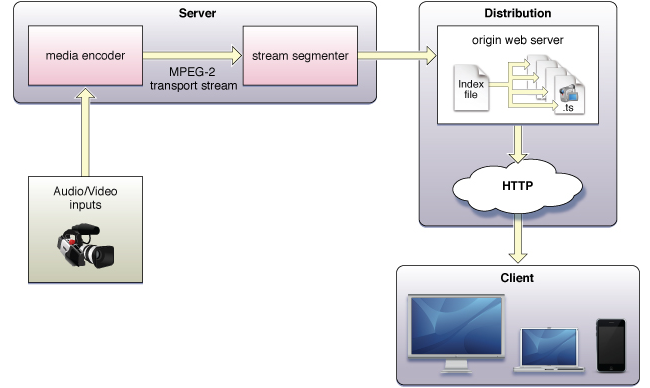 Server
media encoder
MPEG-2
transport stream
stream segmenter
Audio/Video
inputs
Distribution
origin web server
Index
file
.ts
HTTP
Client